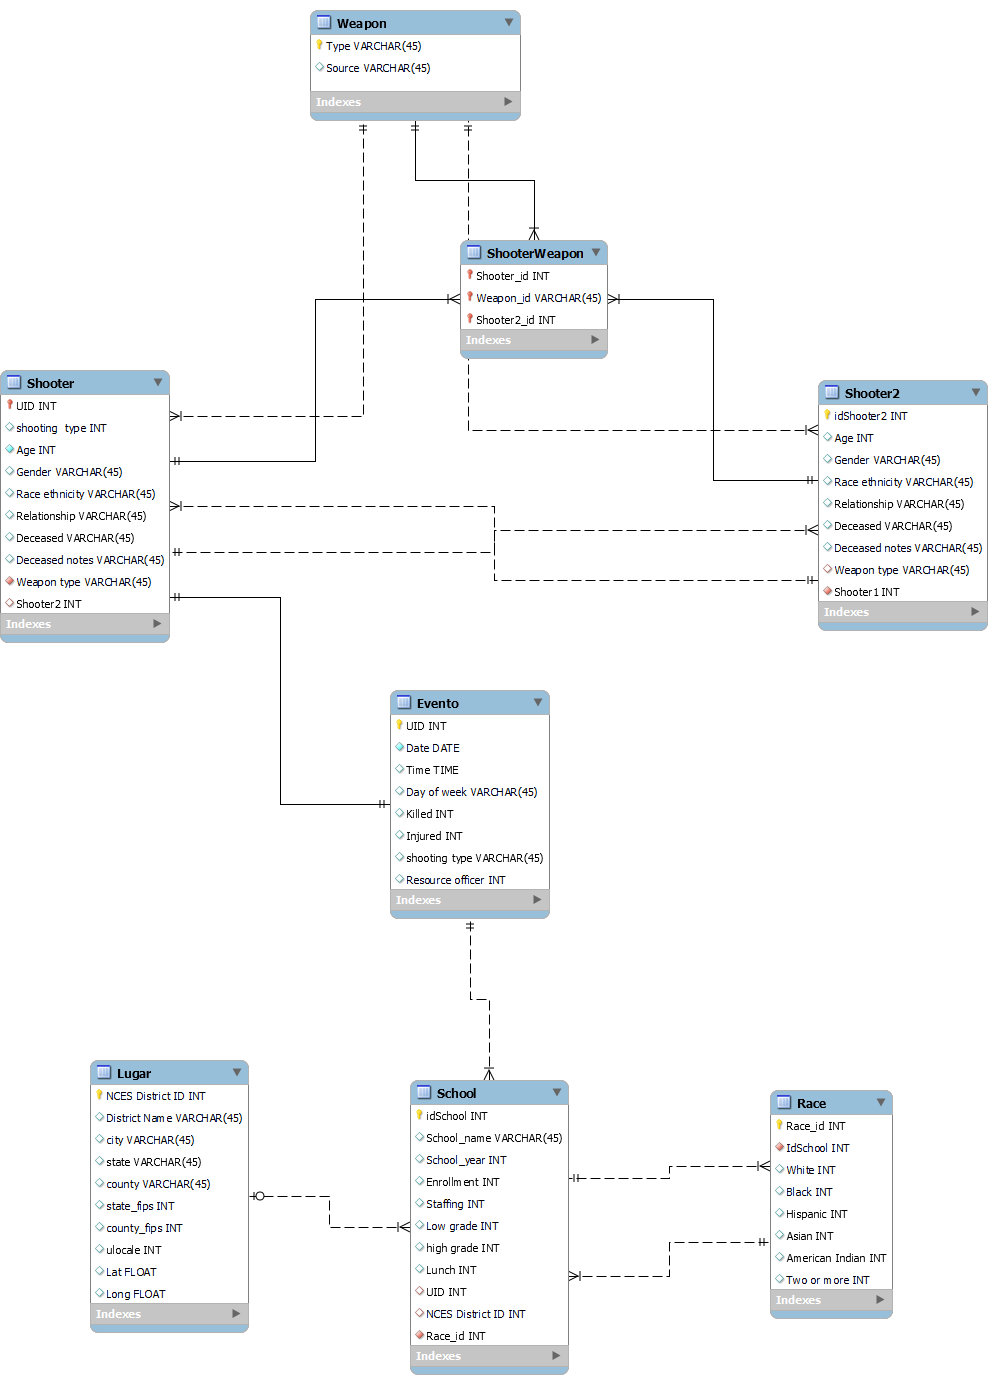 Weapon
Type VARCHAR(45)
Source VARCHAR(45)
Indexes
ShooterWeapon
Shooter_id INT
Weapon_id VARCHAR(45)
Shooter2_id INT
Indexes
Shooter
UID INT
shooting  type INT
Age INT
Gender VARCHAR(45)
Race ethnicity VARCHAR(45)
Relationship VARCHAR(45)
Deceased VARCHAR(45)
Deceased notes VARCHAR(45)
Weapon type VARCHAR(45)
Shooter2 INT
Indexes
Shooter2
idShooter2 INT
Age INT
Gender VARCHAR(45)
Race ethnicity VARCHAR(45)
Relationship VARCHAR(45)
Deceased VARCHAR(45)
Deceased notes VARCHAR(45)
Weapon type VARCHAR(45)
Shooter1 INT
Indexes
Evento
UID INT
Date DATE
Time TIME
Day of week VARCHAR(45)
Killed INT
Injured INT
shooting type VARCHAR(45)
Resource officer INT
Indexes
Lugar
NCES District ID INT
District Name VARCHAR(45)
city VARCHAR(45)
state VARCHAR(45)
county VARCHAR(45)
state_fips INT
county_fips INT
ulocale INT
Lat FLOAT
Long FLOAT
Indexes
School
idSchool INT
School_name VARCHAR(45)
School_year INT
Enrollment INT
Staffing INT
Low grade INT
high grade INT
Lunch INT
UID INT
NCES District ID INT
Race_id INT
Indexes
Race
Race_id INT
IdSchool INT
White INT
Black INT
Hispanic INT
Asian INT
American Indian INT
Two or more INT
Indexes